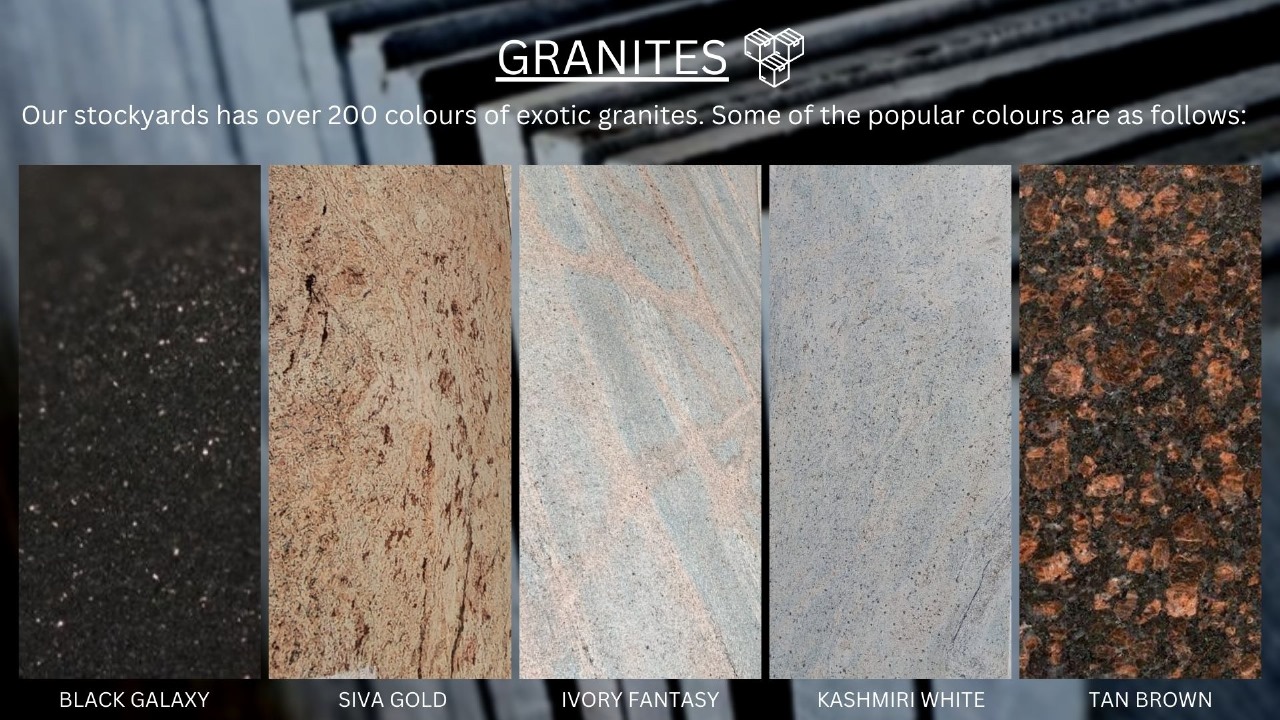 GRANITES
Our stockyards has over 200 colours of exotic granites. Some of the popular colours are as follows:
BLACK GALAXY
SIVA GOLD
IVORY FANTASY
KASHMIRI WHITE
TAN BROWN